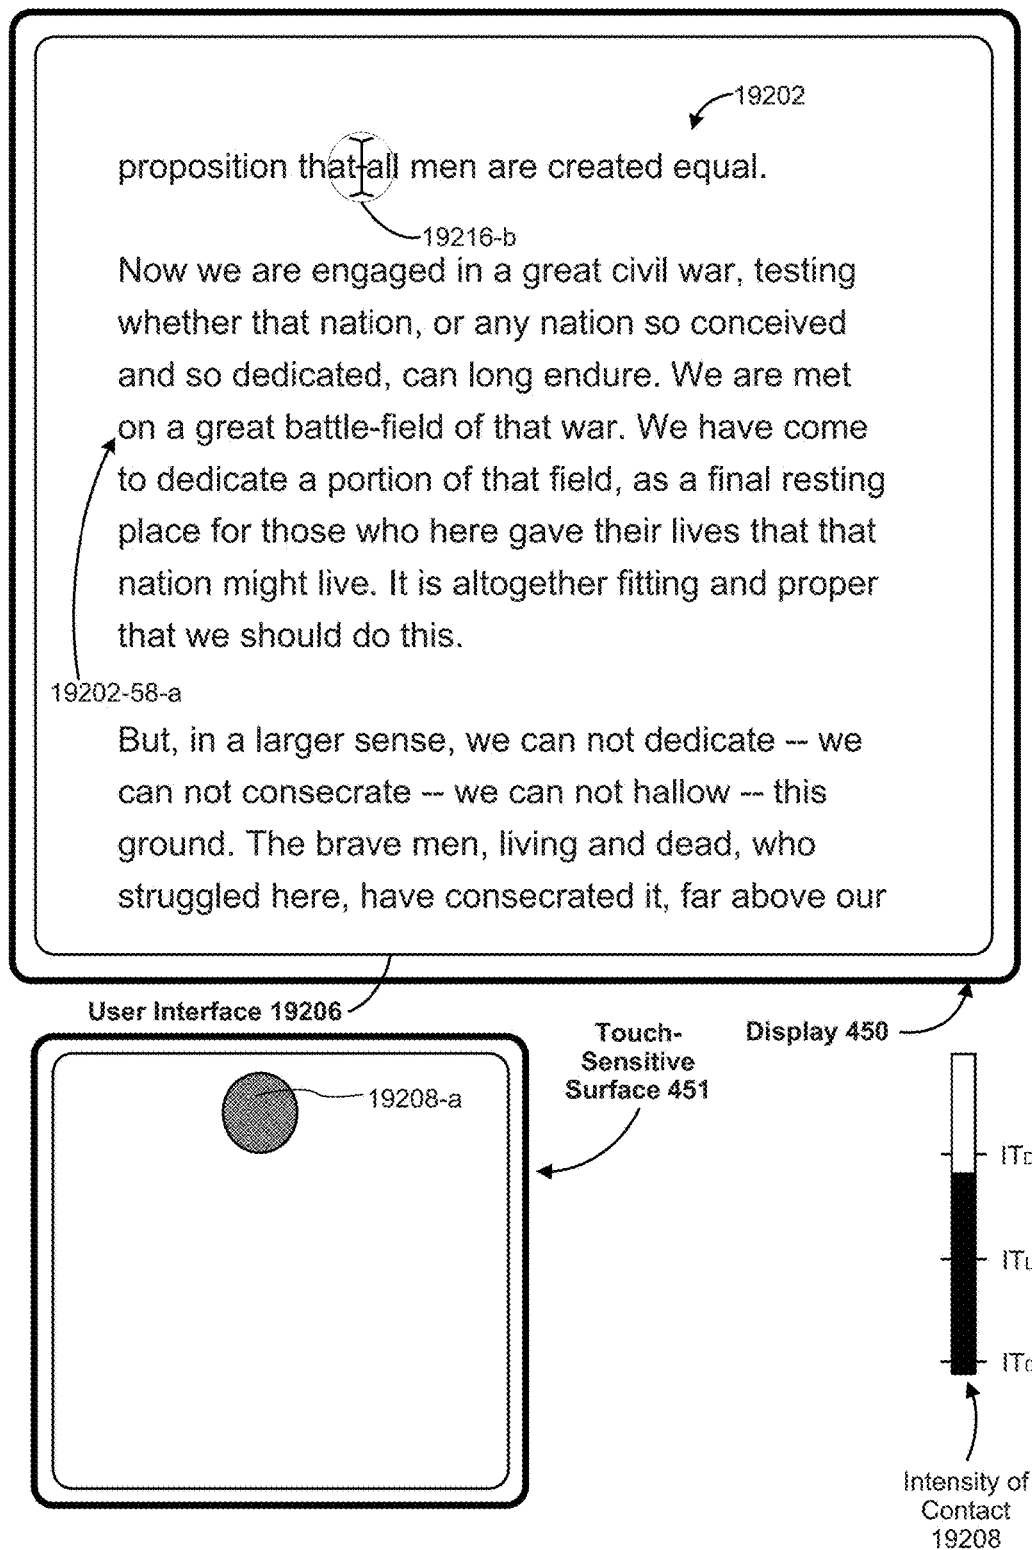 19202
proposition that all men are created equal.
19216-b
Now we are engaged in a great civil war, testing
whether that nation, or any nation so conceived
and so dedicated, can long endure. We are met
on a great battle-field of that war. We have come
to dedicate a portion of that field, as a final resting
place for those who here gave their lives that that
nation might live. It is altogether fitting and proper
that we should do this.
19202-58-a
But, in a larger sense, we can not dedicate -- we
can not consecrate -- we can not hallow -- this
ground. The brave men, living and dead, who
struggled here, have consecrated it, far above our
User Interface 19206
Display 450
Touch-
Sensitive
Surface 451
19208-a
ITD
ITL
IT0
Intensity of
Contact
19208